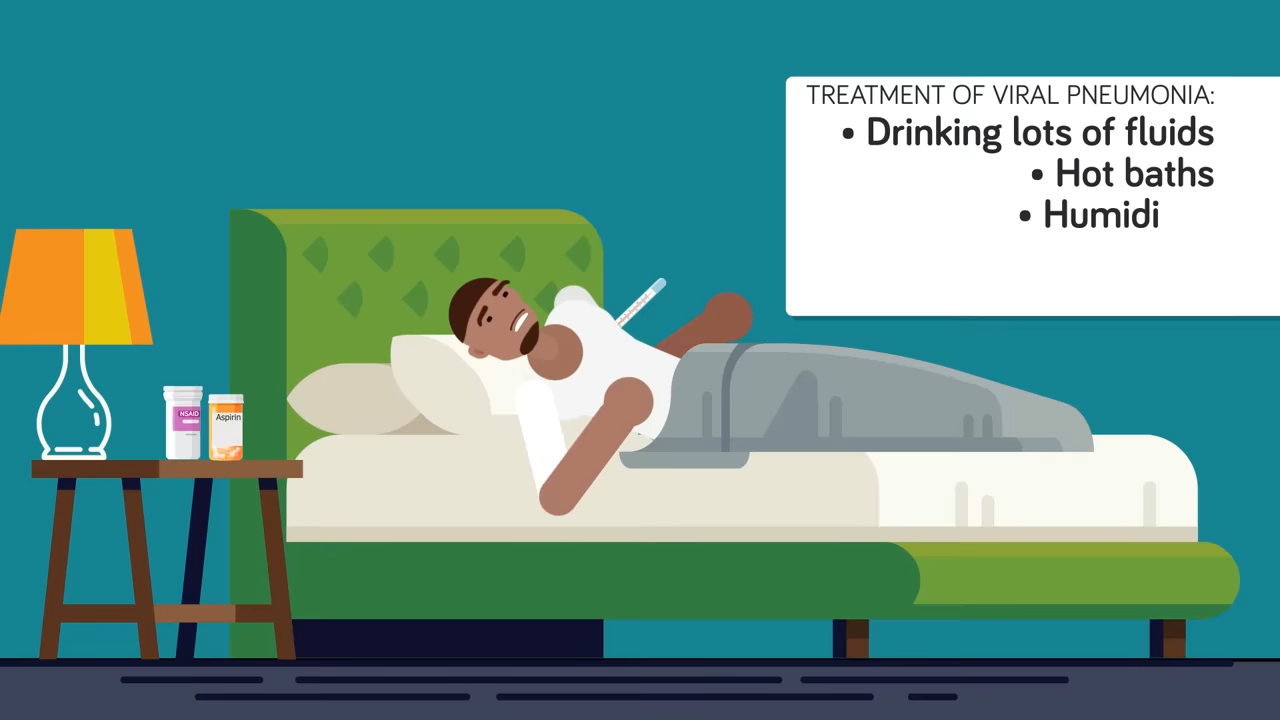 TREATMENT OF VIRAL PNEUMONIA:
• Drinking lots of fluids
• Hot baths
• Humidi
NSAID
Aspirin